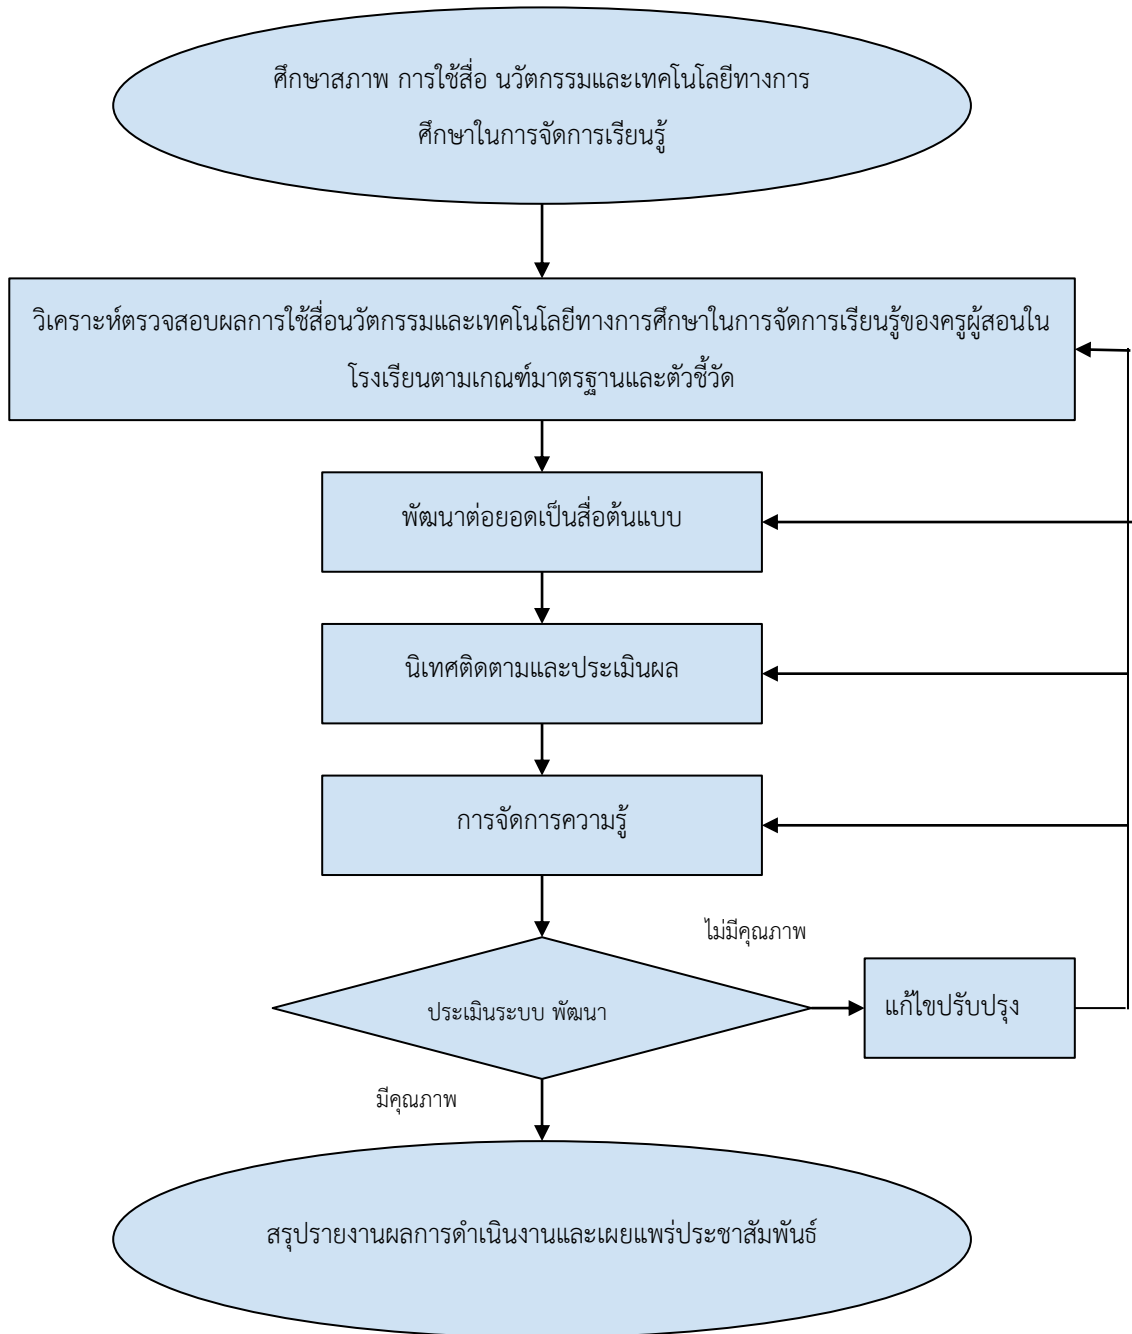 ศึกษาสภาพ การใช้สื่อ นวัตกรรมและเทคโนโลยีทางการ
ศึกษาในการจัดการเรียนรู้
วิเคราะห์ตรวจสอบผลการใช้สื่อนวัตกรรมและเทคโนโลยีทางการศึกษาในการจัดการเรียนรู้ของครูผู้สอนใน
โรงเรียนตามเกณฑ์มาตรฐานและตัวชี้วัด
พัฒนาต่อยอดเป็นสื่อต้นแบบ
นิเทศติดตามและประเมินผล
การจัดการความรู้
ไม่มีคุณภาพ
ประเมินระบบ พัฒนา
แก้ไขปรับปรุง
มีคุณภาพ
สรุปรายงานผลการดำเนินงานและเผยแพร่ประชาสัมพันธ์